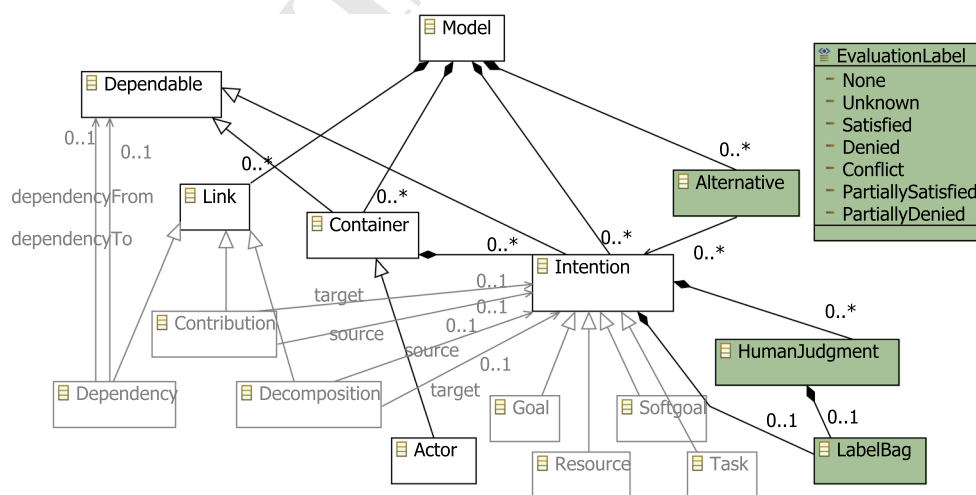 Model
EvaluationLabel
None
Unknown
Satisfied
Denied
Conflict
PartiallySatisfied
PartiallyDenied
Dependable
0..1
0..1
0..*
0..*
Link
Alternative
dependencyFrom
0..*
Container
dependencyTo
0..*
0..*
0..*
Intention
0..1
target
0..1
0..*
Contribution
source
0..1
source
HumanJudgment
0..1
target
Dependency
Decomposition
Goal
Softgoal
0..1
0..1
Actor
Resource
Task
LabelBag